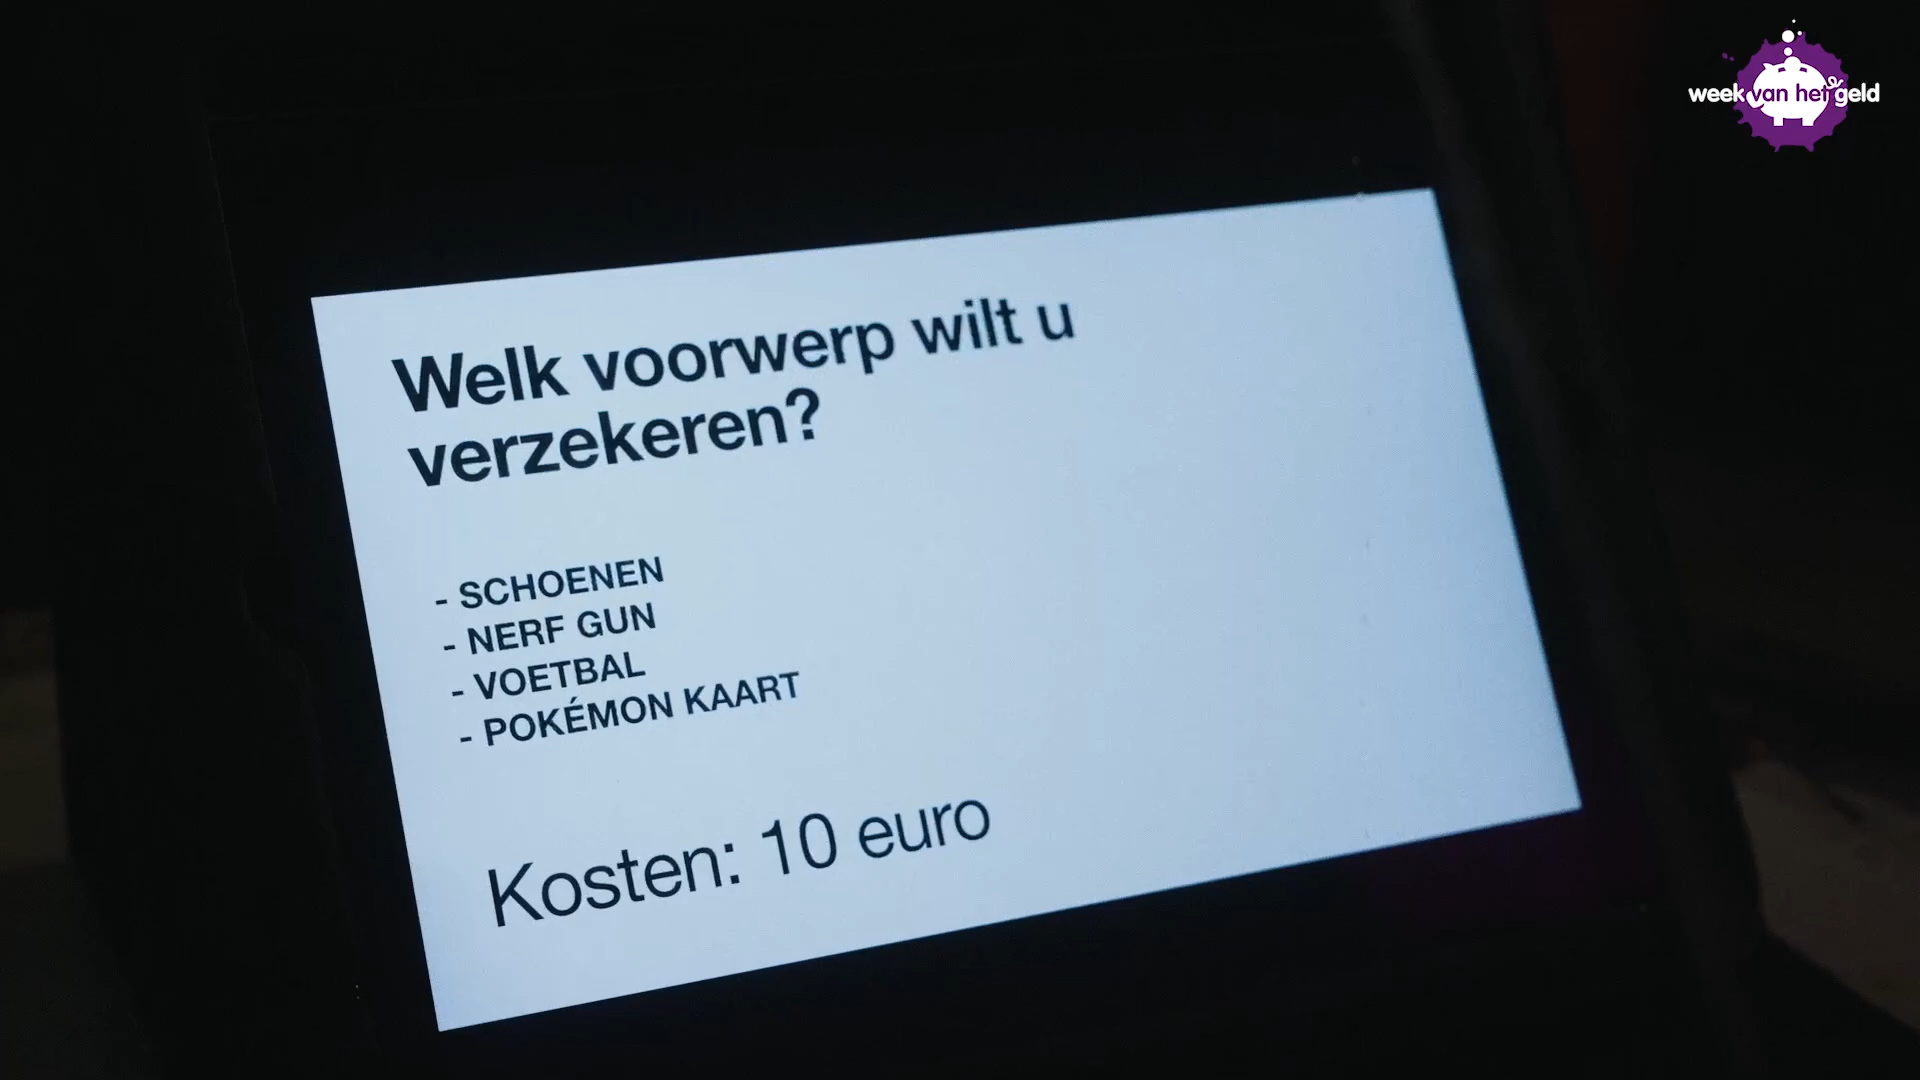 week van het geld
Welk voorwerp wilt u
verzekeren?
- SCHOENEN
- NERF GUN
- VOETBAL
- POKÉMON KAART
Kosten: 10 euro